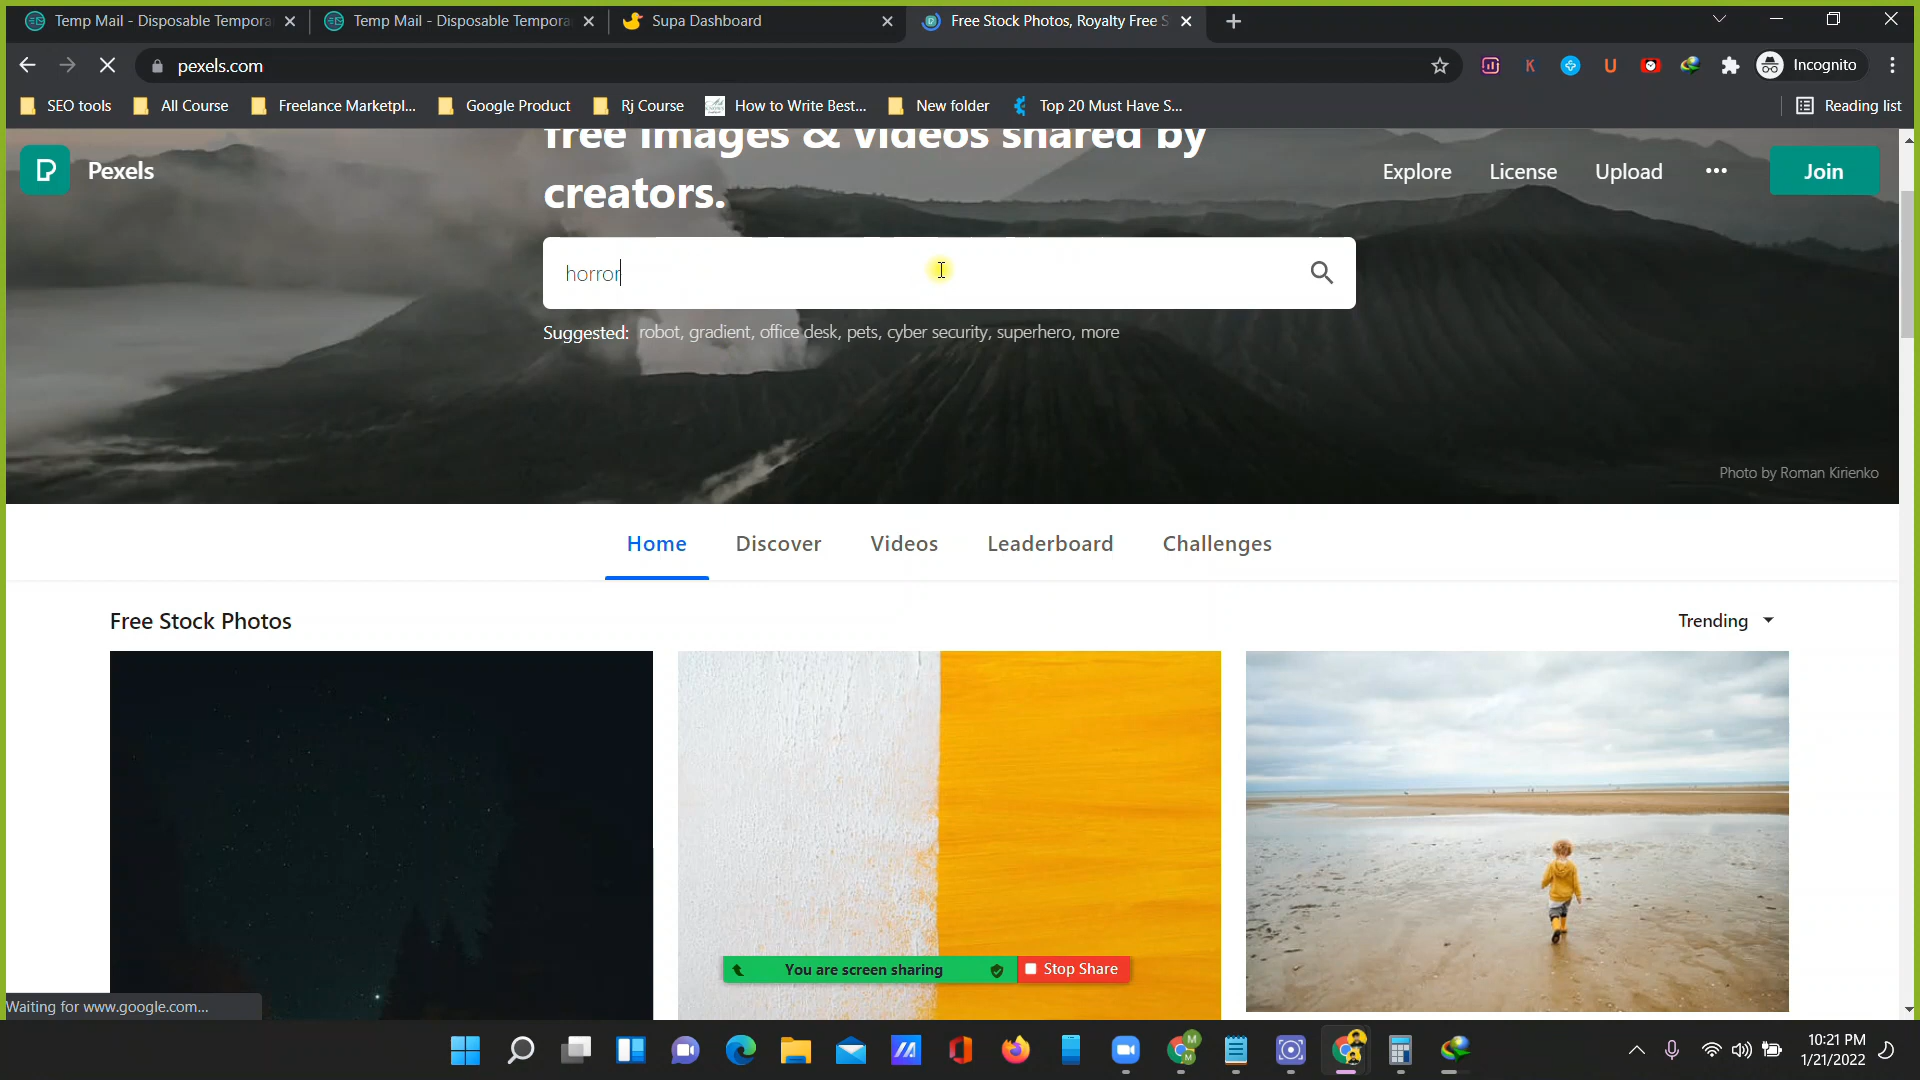 Temp Mail - Disposable Tempora
Temp Mail - Disposable Tempora
Supa Dashboard
Free Stock Photos, Royalty Free S
pexels.com
K
U
Incognito
SEO tools
All Course
Freelance Marketpl...
Google Product
Rj Course
How to Write Best...
New folder
Top 20 Must Have S...
Reading list
free images & videos shared by
creators.
Pexels
Explore
License
Upload
Join
horror
Suggested: robot, gradient, office desk, pets, cyber security, superhero, more
Photo by Roman Kirienko
Home
Discover
Videos
Leaderboard
Challenges
Free Stock Photos
Trending
You are screen sharing
Stop Share
Waiting for www.google.com...
M
M
10:21 PM
1/21/2022